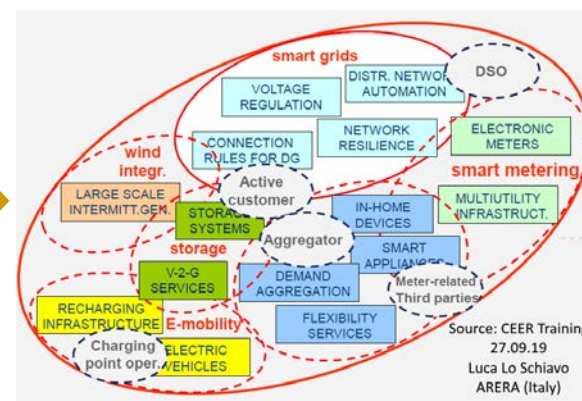 smart grids
VOLTAGE
REGULATION
DISTR. NETWORK
AUTOMATION
DSO
CONNECTION
RULES FOR DG
NETWORK
RESILIENCE
ELECTRONIC
METERS
wind
integr.
smart metering
LARGE SCALE
INTERMITT.GEN.
Active
customer
STORAGE
SYSTEMS
IN-HOME
DEVICES
MULTIUTILITY
INFRASTRUCT.
storage
Aggregator
SMART
APPLIANCES
V-2-G
SERVICES
DEMAND
AGGREGATION
Meter-related
Third parties
RECHARGING
INFRASTRUCTURE
E-mobility
FLEXIBILITY
SERVICES
Charging
point oper.
ELECTRIC
VEHICLES
Source: CEER Training
27.09.19
Luca Lo Schiavo
ARERA (Italy)